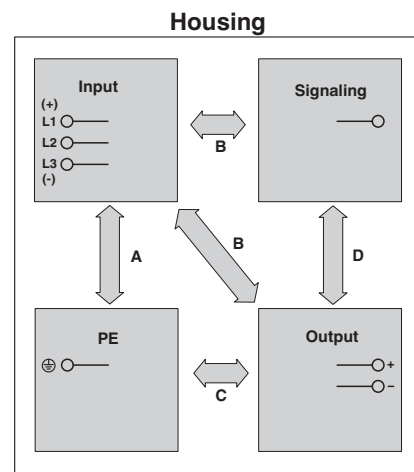 Housing
Input
(+)
L1
L2
L3
(-)
Signaling
B
A
B
D
PE
Output
+
−
C